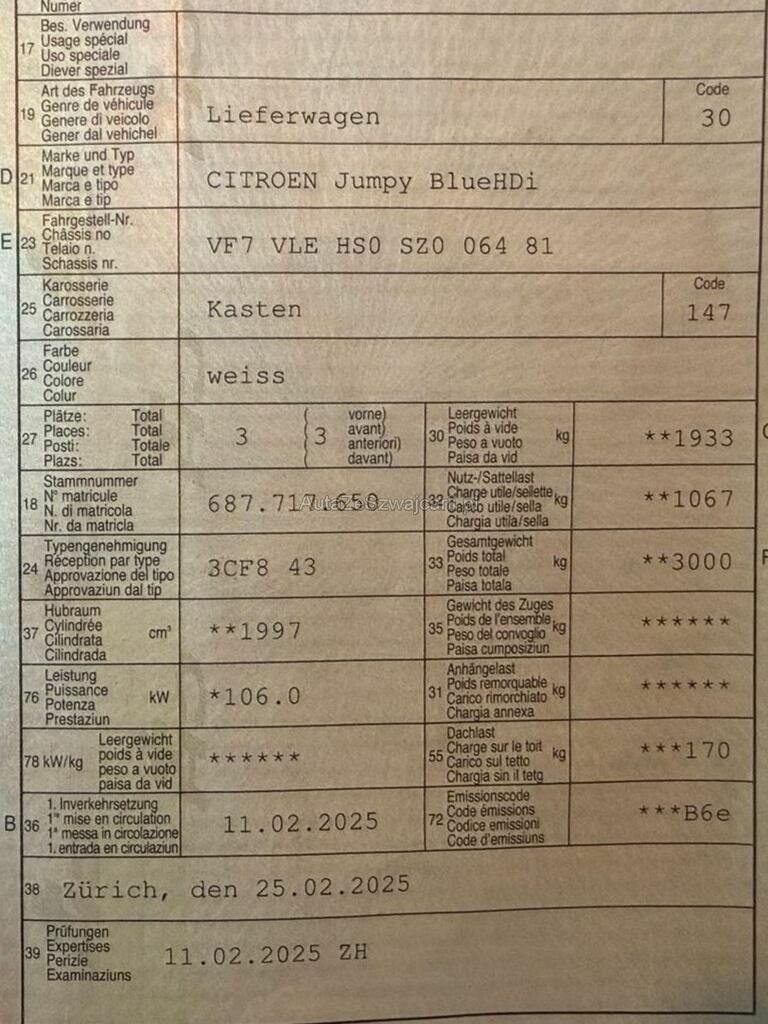 Numer
17 Bes. Verwendung
Usage spécial
Uso speciale
Diever spezial
19 Art des Fahrzeugs
Genre de véhicule
Genere di veicolo
Gener dal vehichel
Lieferwagen
Code
30
D 21 Marke und Typ
Marque et type
Marca e tipo
Marca e tip
CITROEN Jumpy BlueHDi
E 23 Fahrgestell-Nr.
Châssis no
Telaio n.
Schassis nr.
VF7 VLE HS0 SZ0 064 81
25 Karosserie
Carrosserie
Carrozzeria
Carossaria
Kasten
Code
147
26 Farbe
Couleur
Colore
Colur
weiss
27 Plätze: Total
Places: Total
Posti: Totale
Plazs: Total
3 ( 3 vorne)
avant)
anteriori)
davant)
30 Leergewicht
Poids à vide
Peso a vuoto
Paisa da vid
kg
**1933
18 Stammnummer
N° matricule
N. di matricola
Nr. da matricla
687.717.650
AutaZeSzwajcarii.pl
32 Nutz-/Sattellast
Charge utile/sellette
Carico utile/sella
Chargia utila/sella
kg
**1067
24 Typengenehmigung
Réception par type
Approvazione del tipo
Approvaziun dal tip
3CF8 43
33 Gesamtgewicht
Poids total
Peso totale
Paisa totala
kg
**3000
37 Hubraum
Cylindrée
Cilindrata
Cilindrada
cm³
**1997
35 Gewicht des Zuges
Poids de l'ensemble
Peso del convoglio
Paisa cumposiziun
kg
******
76 Leistung
Puissance
Potenza
Prestaziun
kW
*106.0
31 Anhängelast
Poids remorquable
Carico rimorchiato
Chargia annexa
kg
******
78 kW/kg Leergewicht
poids à vide
peso a vuoto
paisa da vid
******
55 Dachlast
Charge sur le toit
Carico sul tetto
Chargia sin il tetg
kg
***170
B 36 1. Inverkehrsetzung
1re mise en circulation
1a messa in circolazione
1. entrada en circulaziun
11.02.2025
72 Emissionscode
Code émissions
Codice emissioni
Code d'emissiuns
***B6e
38 Zürich, den 25.02.2025
39 Prüfungen
Expertises
Perizie
Examinaziuns
11.02.2025 ZH